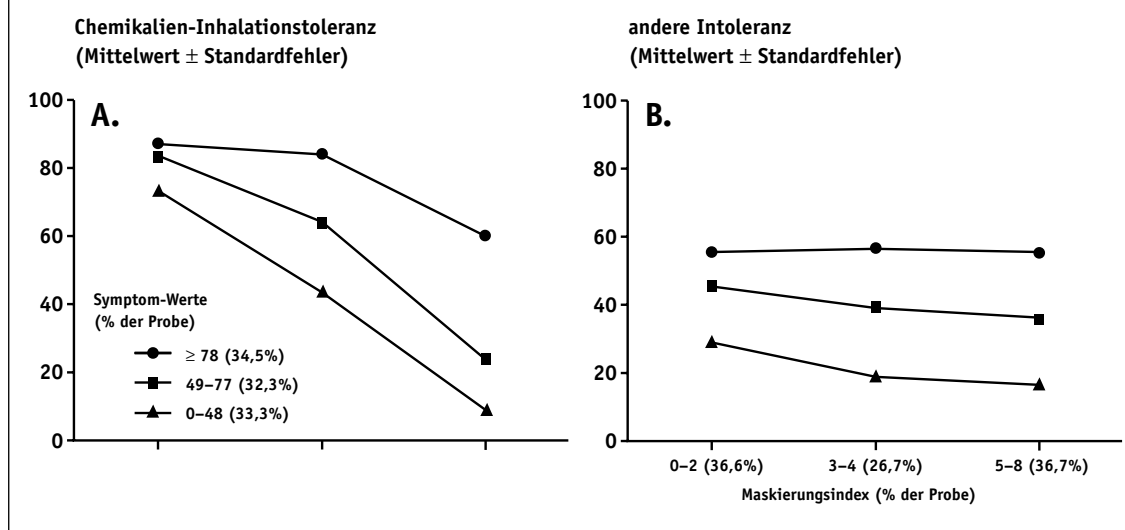 Chemikalien-Inhalationstoleranz
(Mittelwert ± Standardfehler)
100
80
60
40
20
0
A.
Symptom-Werte
(% der Probe)
≥ 78 (34,5%)
49–77 (32,3%)
0–48 (33,3%)
andere Intoleranz
(Mittelwert ± Standardfehler)
100
80
60
40
20
0
B.
0–2 (36,6%) 3–4 (26,7%) 5–8 (36,7%)
Maskierungsindex (% der Probe)